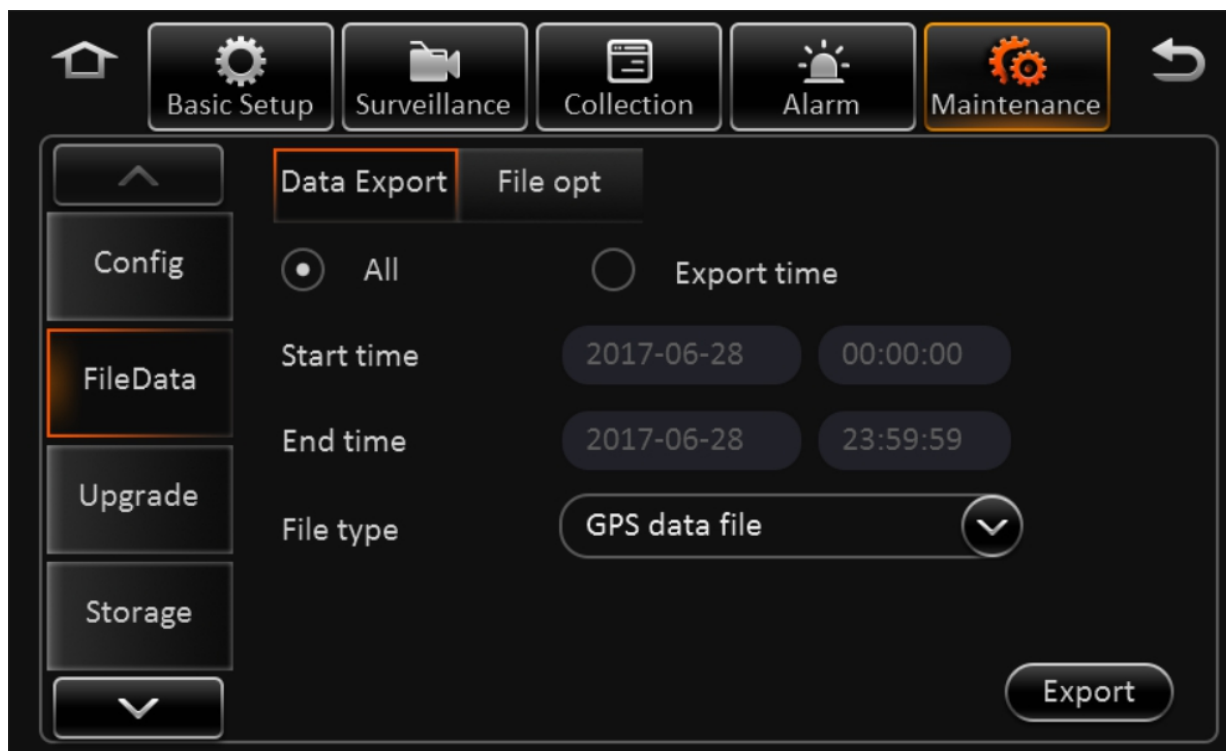 Basic Setup Surveillance Collection Alarm Maintenance
Data Export File opt
Config
All Export time
Start time 2017-06-28 00:00:00
FileData
End time 2017-06-28 23:59:59
Upgrade
File type GPS data file
Storage
Export